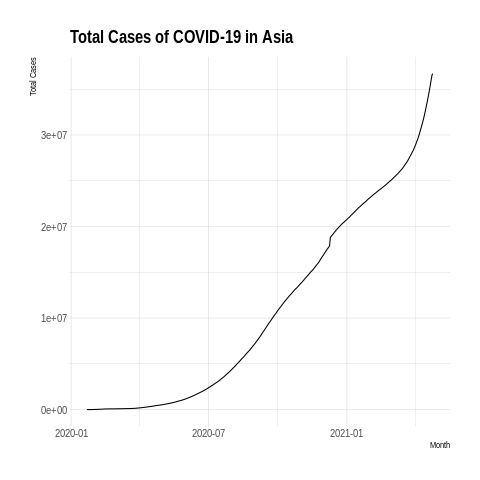 Total Cases of COVID-19 in Asia
Total Cases
3e+07
2e+07
1e+07
0e+00
2020-01
2020-07
2021-01
Month